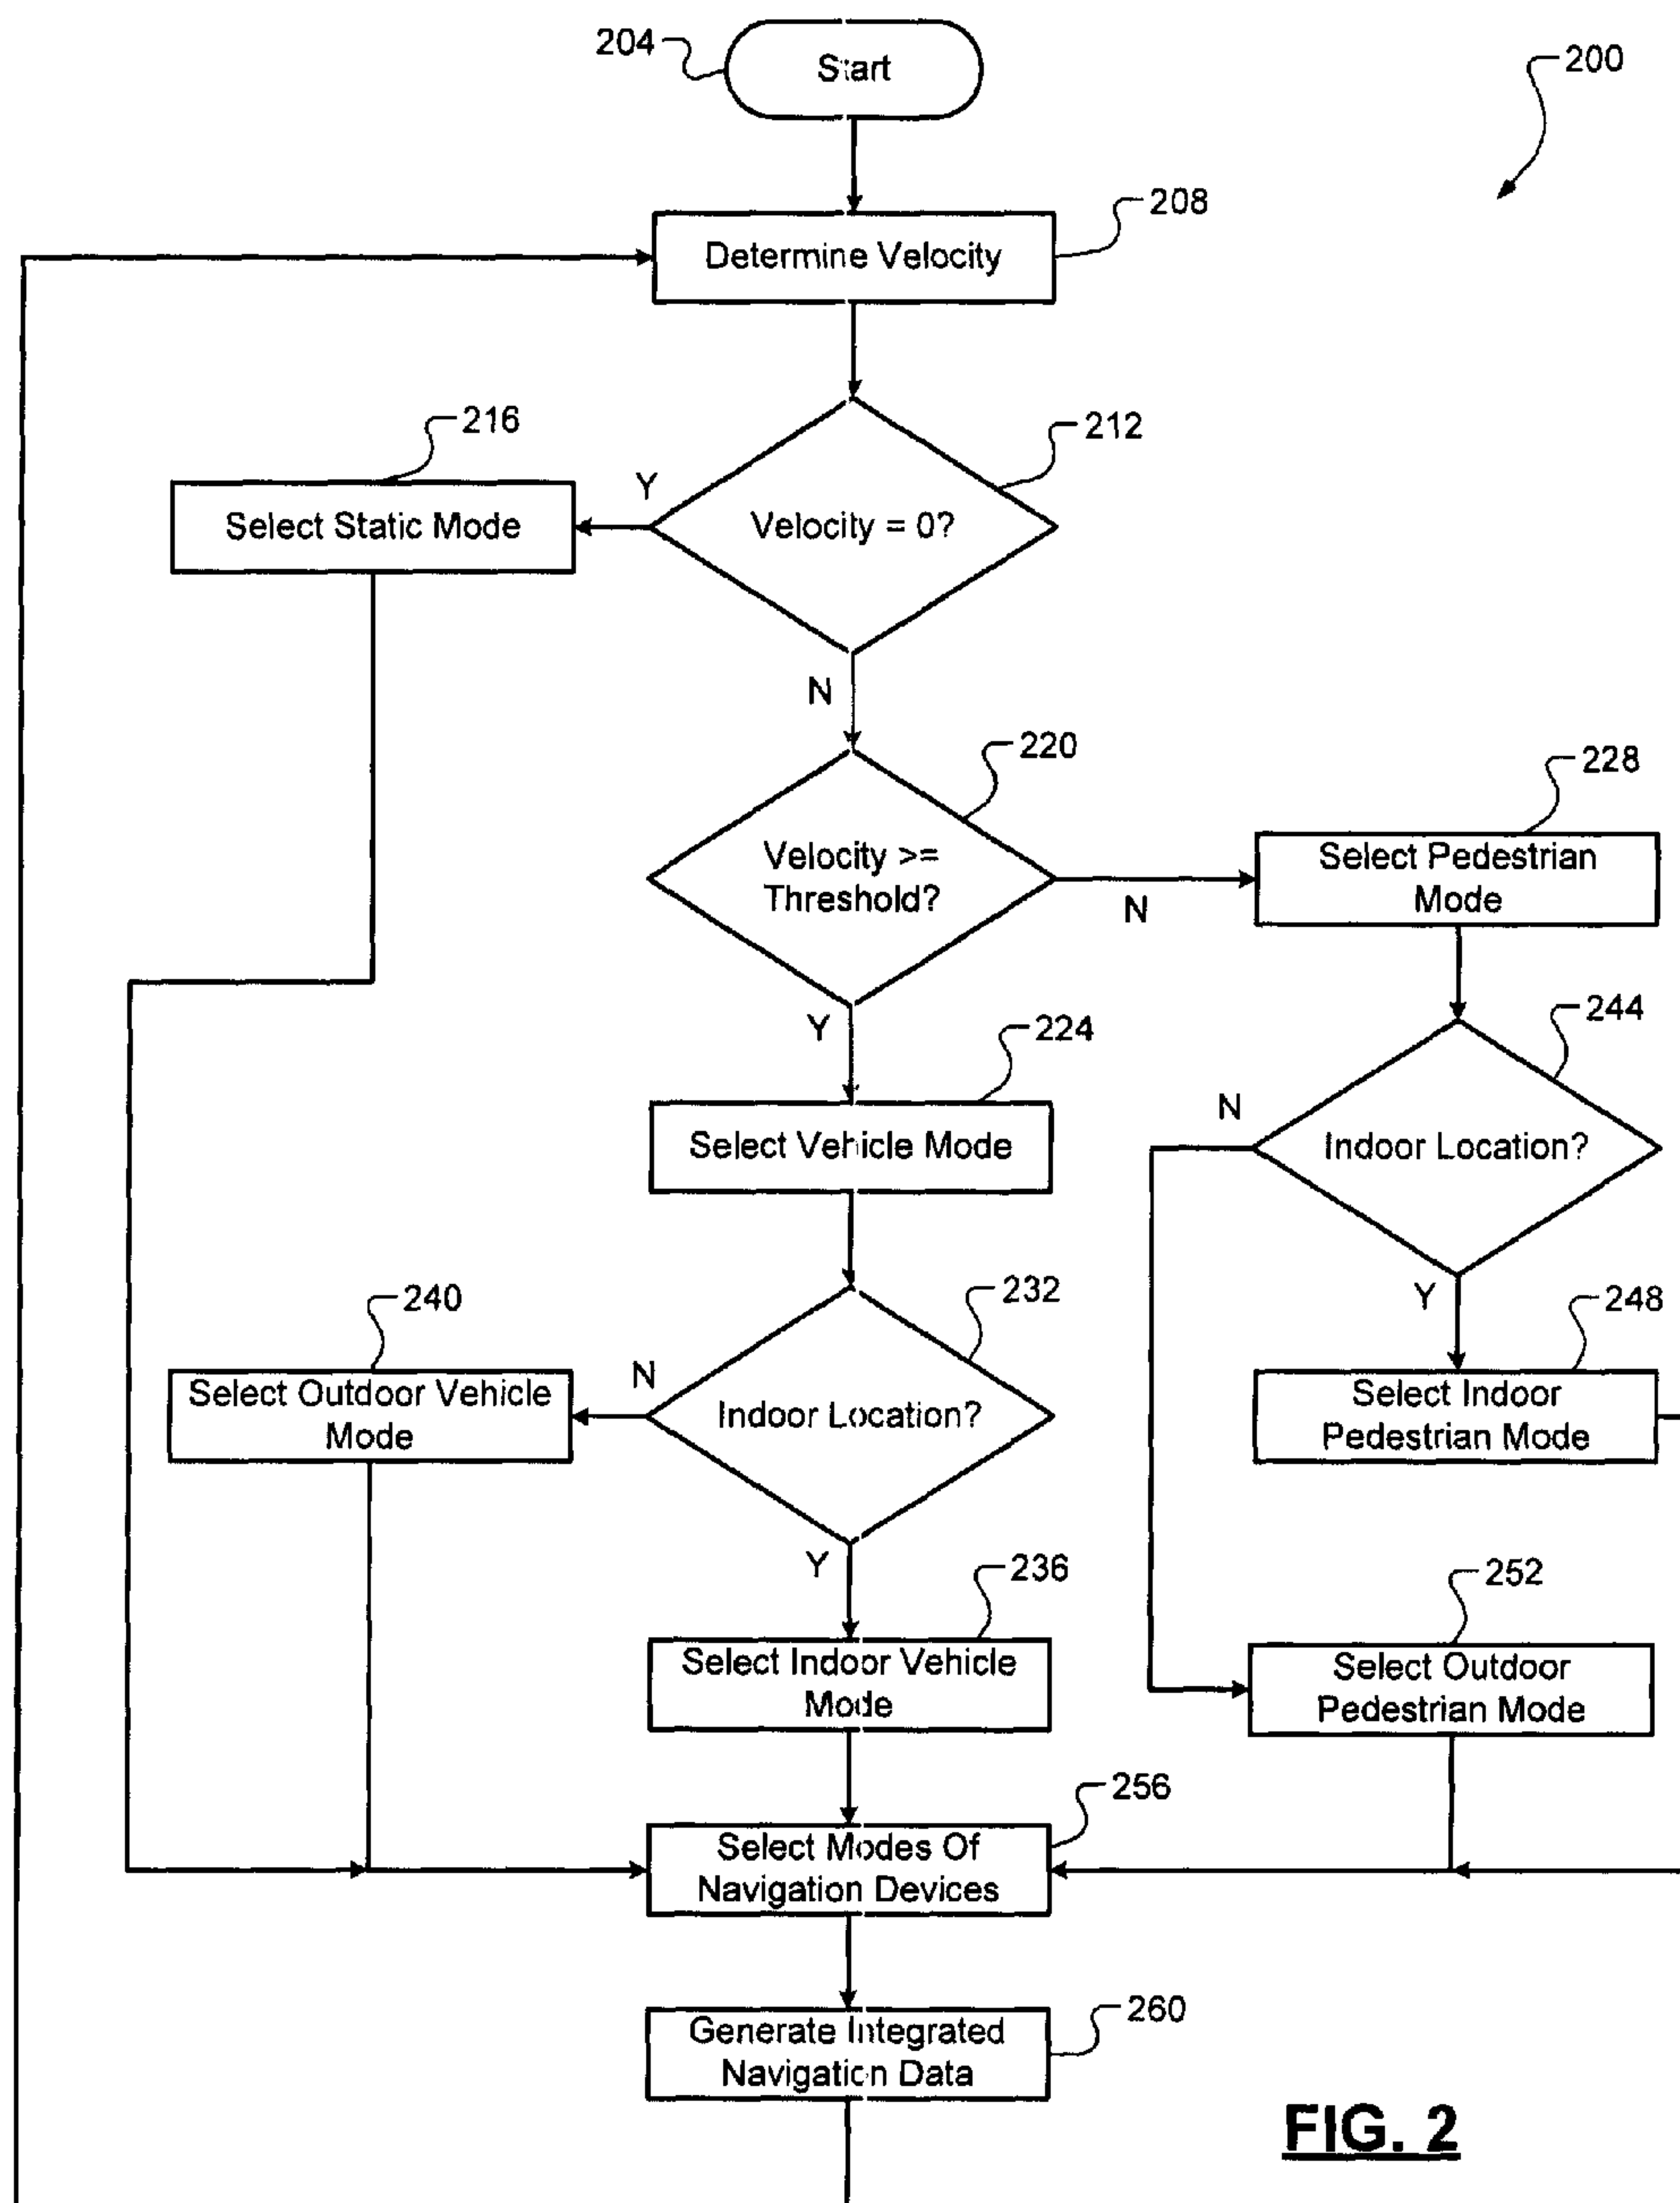 204
Start
200
208
Determine Velocity
216
212
Y
Select Static Mode
Velocity = 0?
N
220
228
Velocity >=
Threshold?
Select Pedestrian
Mode
N
Y
224
244
N
Select Vehicle Mode
Indoor Location?
240
232
Y
248
N
Select Outdoor Vehicle
Mode
Indoor Location?
Select Indoor
Pedestrian Mode
Y
236
252
Select Indoor Vehicle
Mode
Select Outdoor
Pedestrian Mode
256
Select Modes Of
Navigation Devices
260
Generate Integrated
Navigation Data
FIG. 2